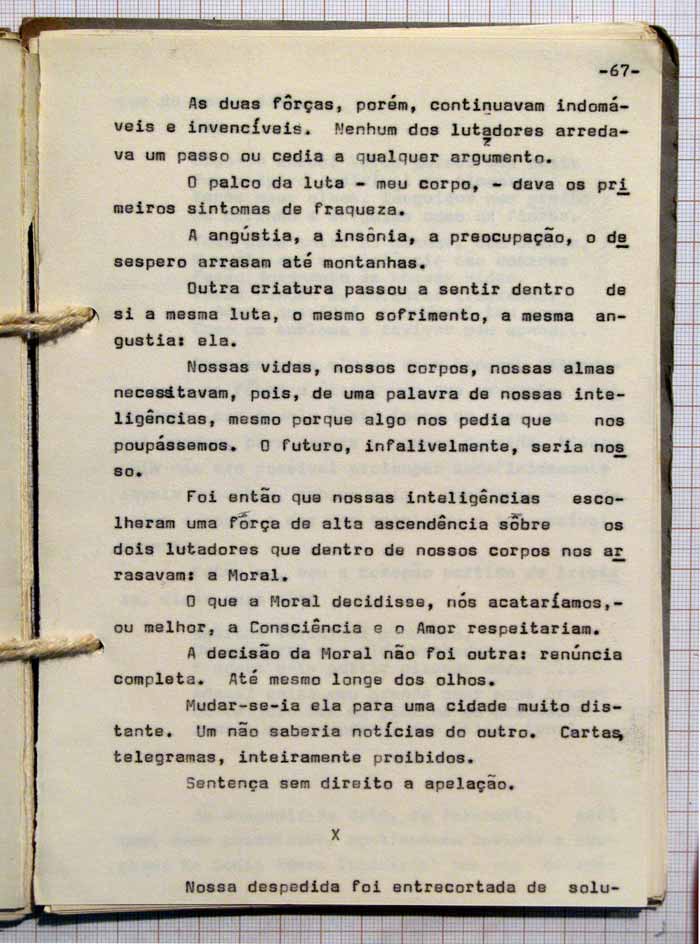 -67-
As duas fôrças, porém, continuavam indomá-
veis e invencíveis. Nenhum dos lutadores arreda-
va um passo ou cedia a qualquer argumento.
O palco da luta - meu corpo, - dava os pri
meiros sintomas de fraqueza.
A angústia, a insônia, a preocupação, o de
sespero arrasam até montanhas.
Outra criatura passou a sentir dentro de
si a mesma luta, o mesmo sofrimento, a mesma an-
gustia: ela.
Nossas vidas, nossos corpos, nossas almas
necessitavam, pois, de uma palavra de nossas inte-
ligências, mesmo porque algo nos pedia que nos
poupássemos. O futuro, infalivelmente, seria nos
so.
Foi então que nossas inteligências esco-
lheram uma fôrça de alta ascendência sôbre os
dois lutadores que dentro de nossos corpos nos ar
rasavam: a Moral.
O que a Moral decidisse, nós acataríamos,-
ou melhor, a Consciência e o Amor respeitariam.
A decisão da Moral não foi outra: renúncia
completa. Até mesmo longe dos olhos.
Mudar-se-ia ela para uma cidade muito dis-
tante. Um não saberia notícias do outro. Cartas,
telegramas, inteiramente proibidos.
Sentença sem direito a apelação.
X
Nossa despedida foi entrecortada de solu-